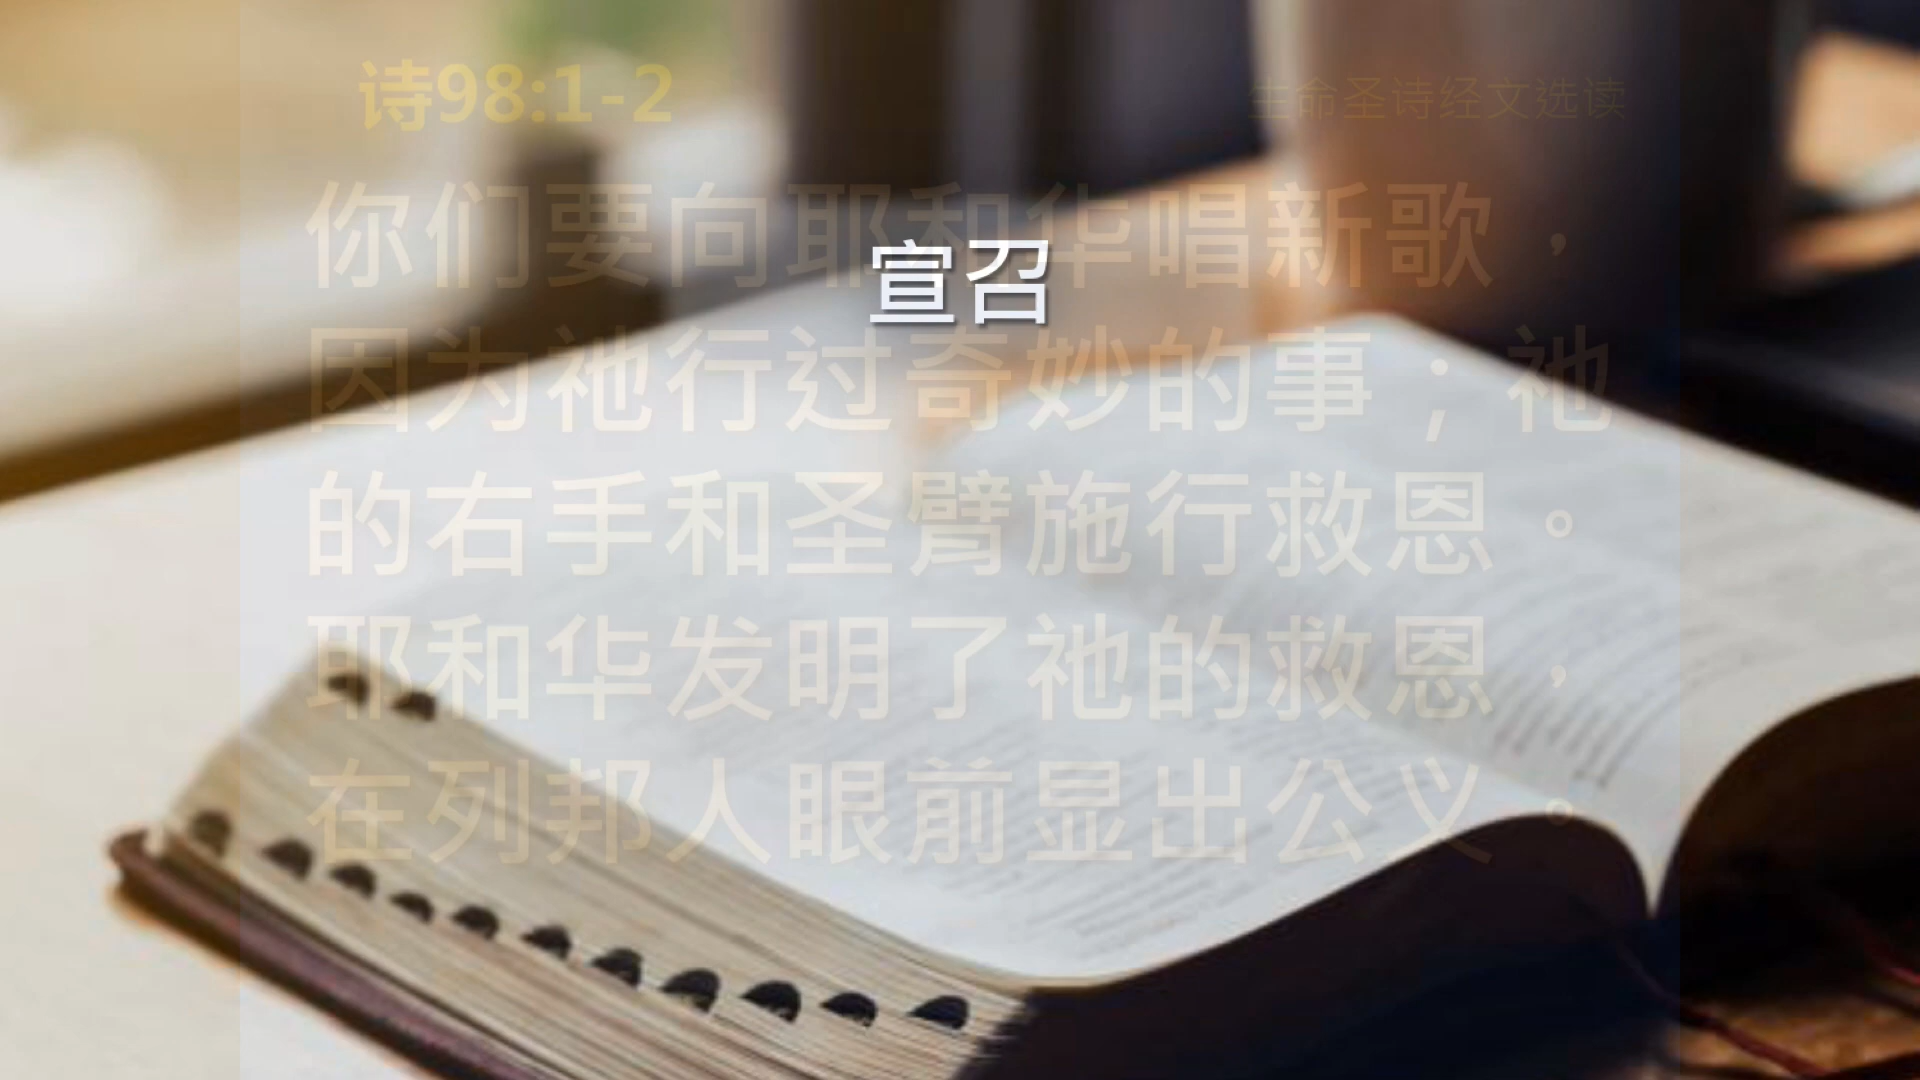 诗98:1-2
生命圣诗经文选读
你们要向耶和华唱新歌，
宣召
因为祂行过奇妙的事；祂
的右手和圣臂施行救恩。
耶和华发明了祂的救恩，
在列邦人眼前显出公义。